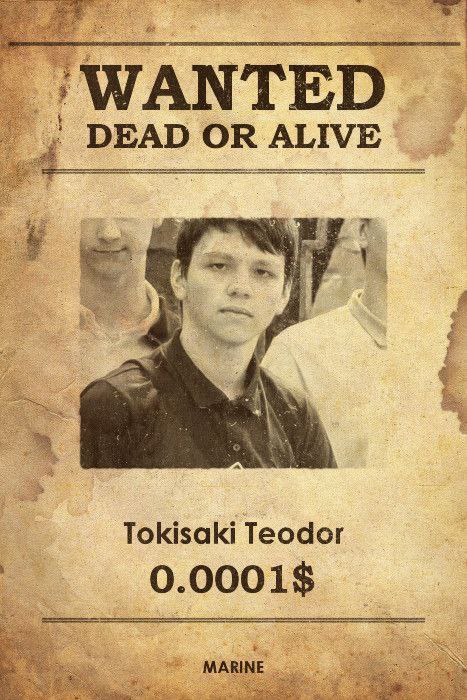 WANTED
DEAD OR ALIVE
Tokisaki Teodor
0.0001$
MARINE